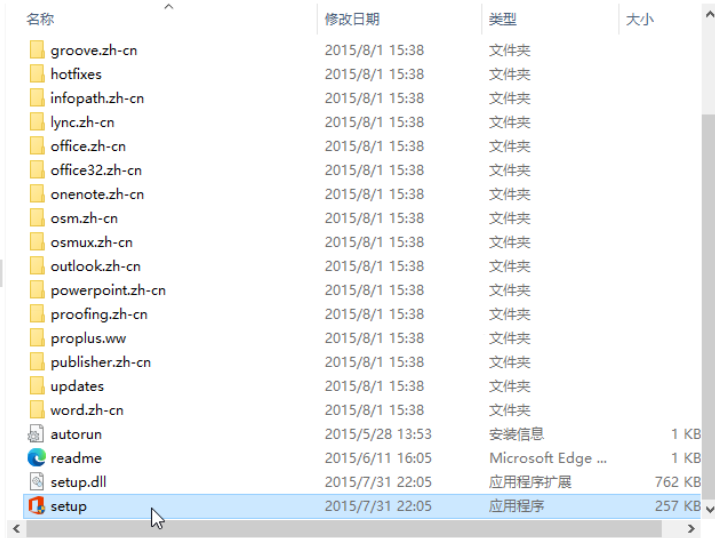 名称 修改日期 类型 大小
groove.zh-cn 2015/8/1 15:38 文件夹
hotfixes 2015/8/1 15:38 文件夹
infopath.zh-cn 2015/8/1 15:38 文件夹
lync.zh-cn 2015/8/1 15:38 文件夹
office.zh-cn 2015/8/1 15:38 文件夹
office32.zh-cn 2015/8/1 15:38 文件夹
onenote.zh-cn 2015/8/1 15:38 文件夹
osm.zh-cn 2015/8/1 15:38 文件夹
osmux.zh-cn 2015/8/1 15:38 文件夹
outlook.zh-cn 2015/8/1 15:38 文件夹
powerpoint.zh-cn 2015/8/1 15:38 文件夹
proofing.zh-cn 2015/8/1 15:38 文件夹
proplus.ww 2015/8/1 15:38 文件夹
publisher.zh-cn 2015/8/1 15:38 文件夹
updates 2015/8/1 15:38 文件夹
word.zh-cn 2015/8/1 15:38 文件夹
autorun 2015/5/28 13:53 安装信息 1 KB
readme 2015/6/11 16:05 Microsoft Edge ... 1 KB
setup.dll 2015/7/31 22:05 应用程序扩展 762 KB
setup 2015/7/31 22:05 应用程序 257 KB